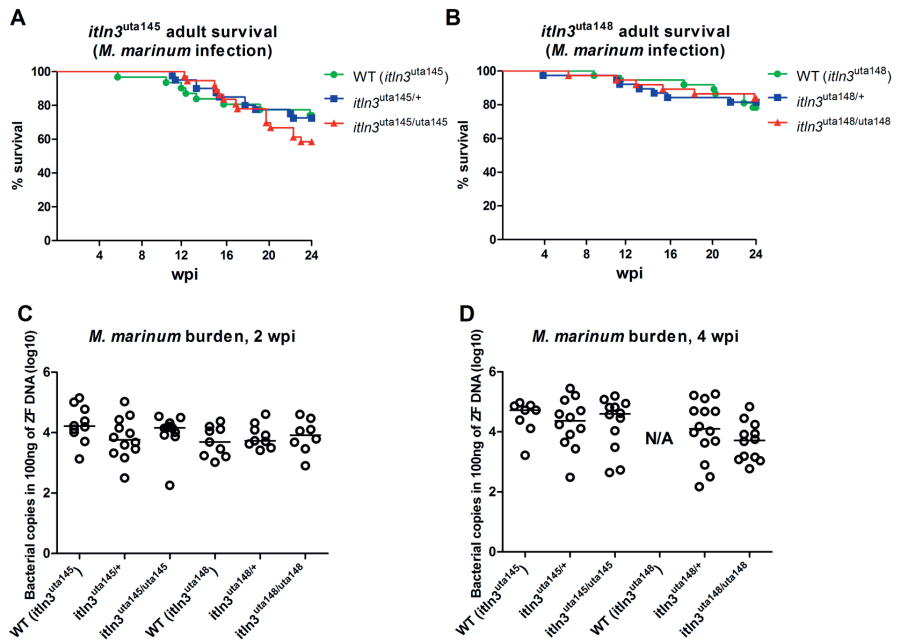 A
itln3uta145 adult survival
(M. marinum infection)
% survival
100
80
60
40
20
0
4
8
12
16
20
24
wpi
WT (itln3uta145)
itln3uta145/+
itln3uta145/uta145
B
itln3uta148 adult survival
(M. marinum infection)
% survival
100
80
60
40
20
0
4
8
12
16
20
24
wpi
WT (itln3uta148)
itln3uta148/+
itln3uta148/uta148
C
M. marinum burden, 2 wpi
Bacterial copies in 100ng of ZF DNA (log10)
6
4
2
0
WT (itln3uta145)
itln3uta145/+
itln3uta145/uta145
WT (itln3uta148)
itln3uta148/+
itln3uta148/uta148
D
M. marinum burden, 4 wpi
Bacterial copies in 100ng of ZF DNA (log10)
6
4
2
0
N/A
WT (itln3uta145)
itln3uta145/+
itln3uta145/uta145
WT (itln3uta148)
itln3uta148/+
itln3uta148/uta148